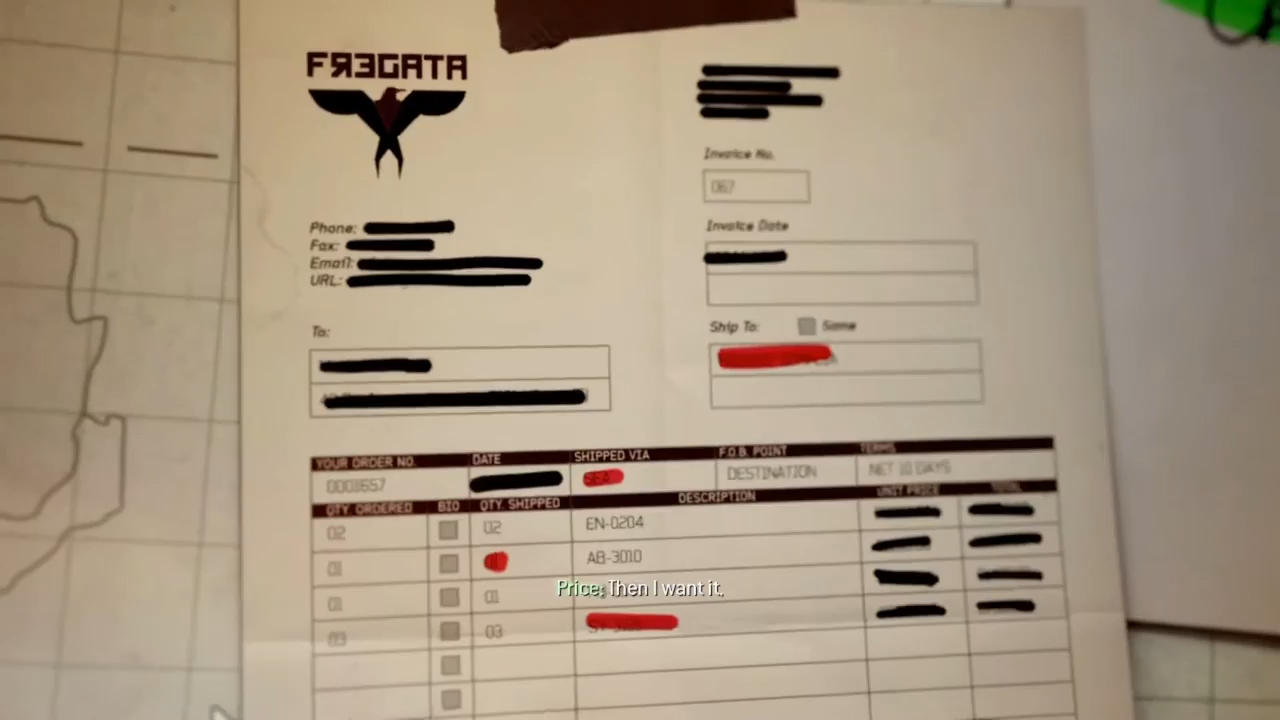 FRƎGATA
Invoice No.
067
Invoice Date
Phone:
Fax:
Email:
URL:
To:
Ship To: Same
YOUR ORDER NO. DATE SHIPPED VIA F.O.B. POINT TERMS
0001657 SEA DESTINATION NET 10 DAYS
QTY. ORDERED BIO QTY. SHIPPED DESCRIPTION UNIT PRICE TOTAL
02 02 EN-0204
01 AB-3010
01 01
03 03
Price: Then I want it.